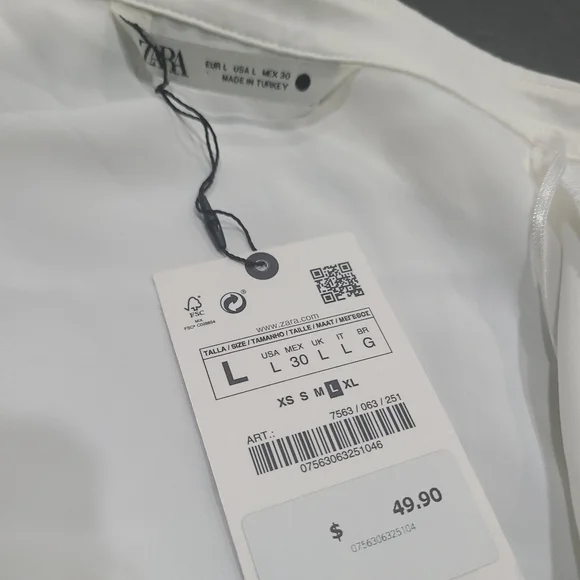 ZARA
EUR L USA L MEX 30
MADE IN TURKEY
FSC
MIX
www.zara.com
TALLA / SIZE / TAMANHO / TAILLE / MAAT / ΜΕΓΕΘΟΣ
L
USA MEX UK IT BR
L 30 L L G
XS S M L XL
7563 / 063 / 251
ART.:
07563063251046
$ 49.90
0756306325104